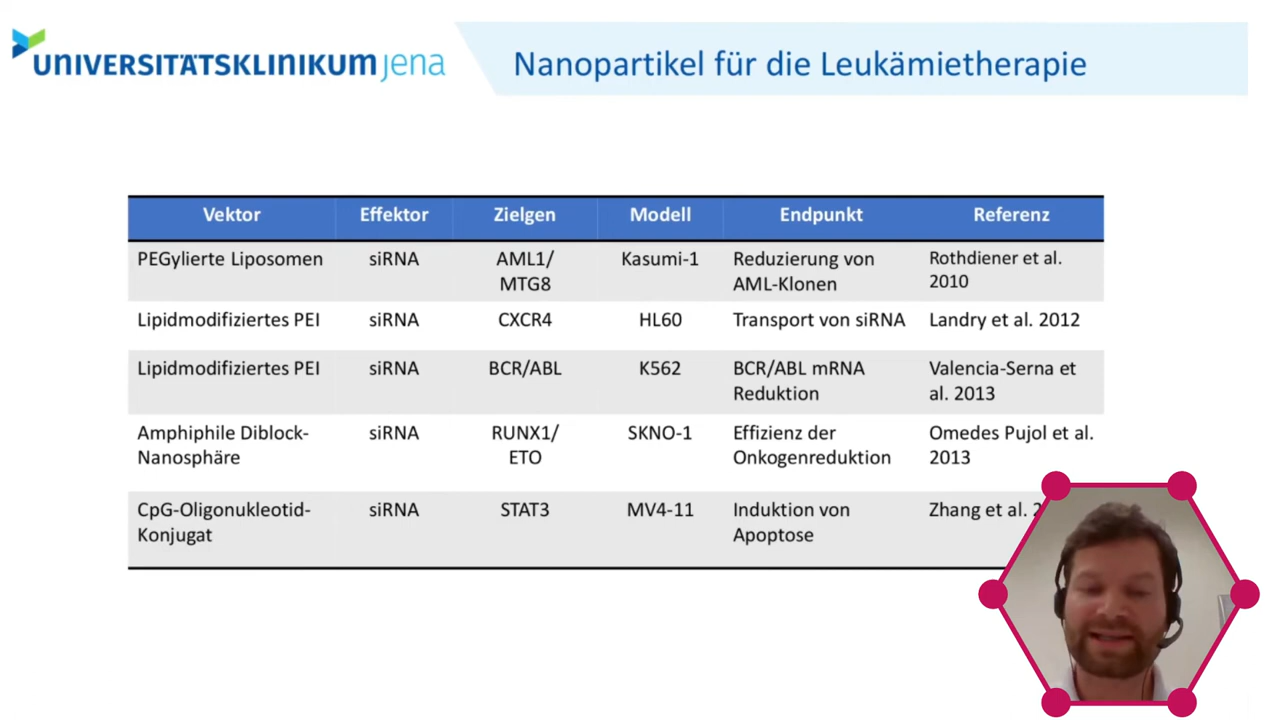 UNIVERSITÄTSKLINIKUM jena
Nanopartikel für die Leukämietherapie
Vektor Effektor Zielgen Modell Endpunkt Referenz
PEGylierte Liposomen siRNA AML1/ Kasumi-1 Reduzierung von Rothdiener et al.
MTG8 AML-Klonen 2010
Lipidmodifiziertes PEI siRNA CXCR4 HL60 Transport von siRNA Landry et al. 2012
Lipidmodifiziertes PEI siRNA BCR/ABL K562 BCR/ABL mRNA Valencia-Serna et
Reduktion al. 2013
Amphiphile Diblock- siRNA RUNX1/ SKNO-1 Effizienz der Omedes Pujol et al.
Nanosphäre ETO Onkogenreduktion 2013
CpG-Oligonukleotid- siRNA STAT3 MV4-11 Induktion von Zhang et al.
Konjugat Apoptose